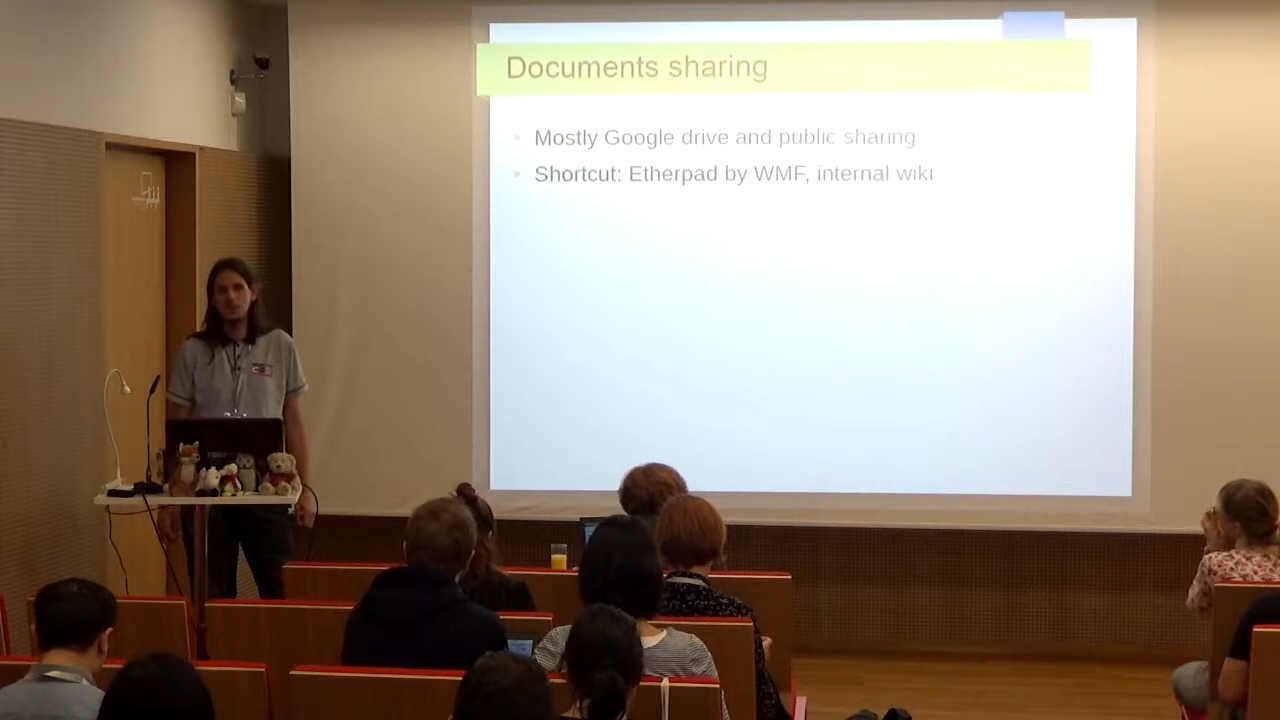 Documents sharing
Mostly Google drive and public sharing
Shortcut: Etherpad by WMF, internal wiki